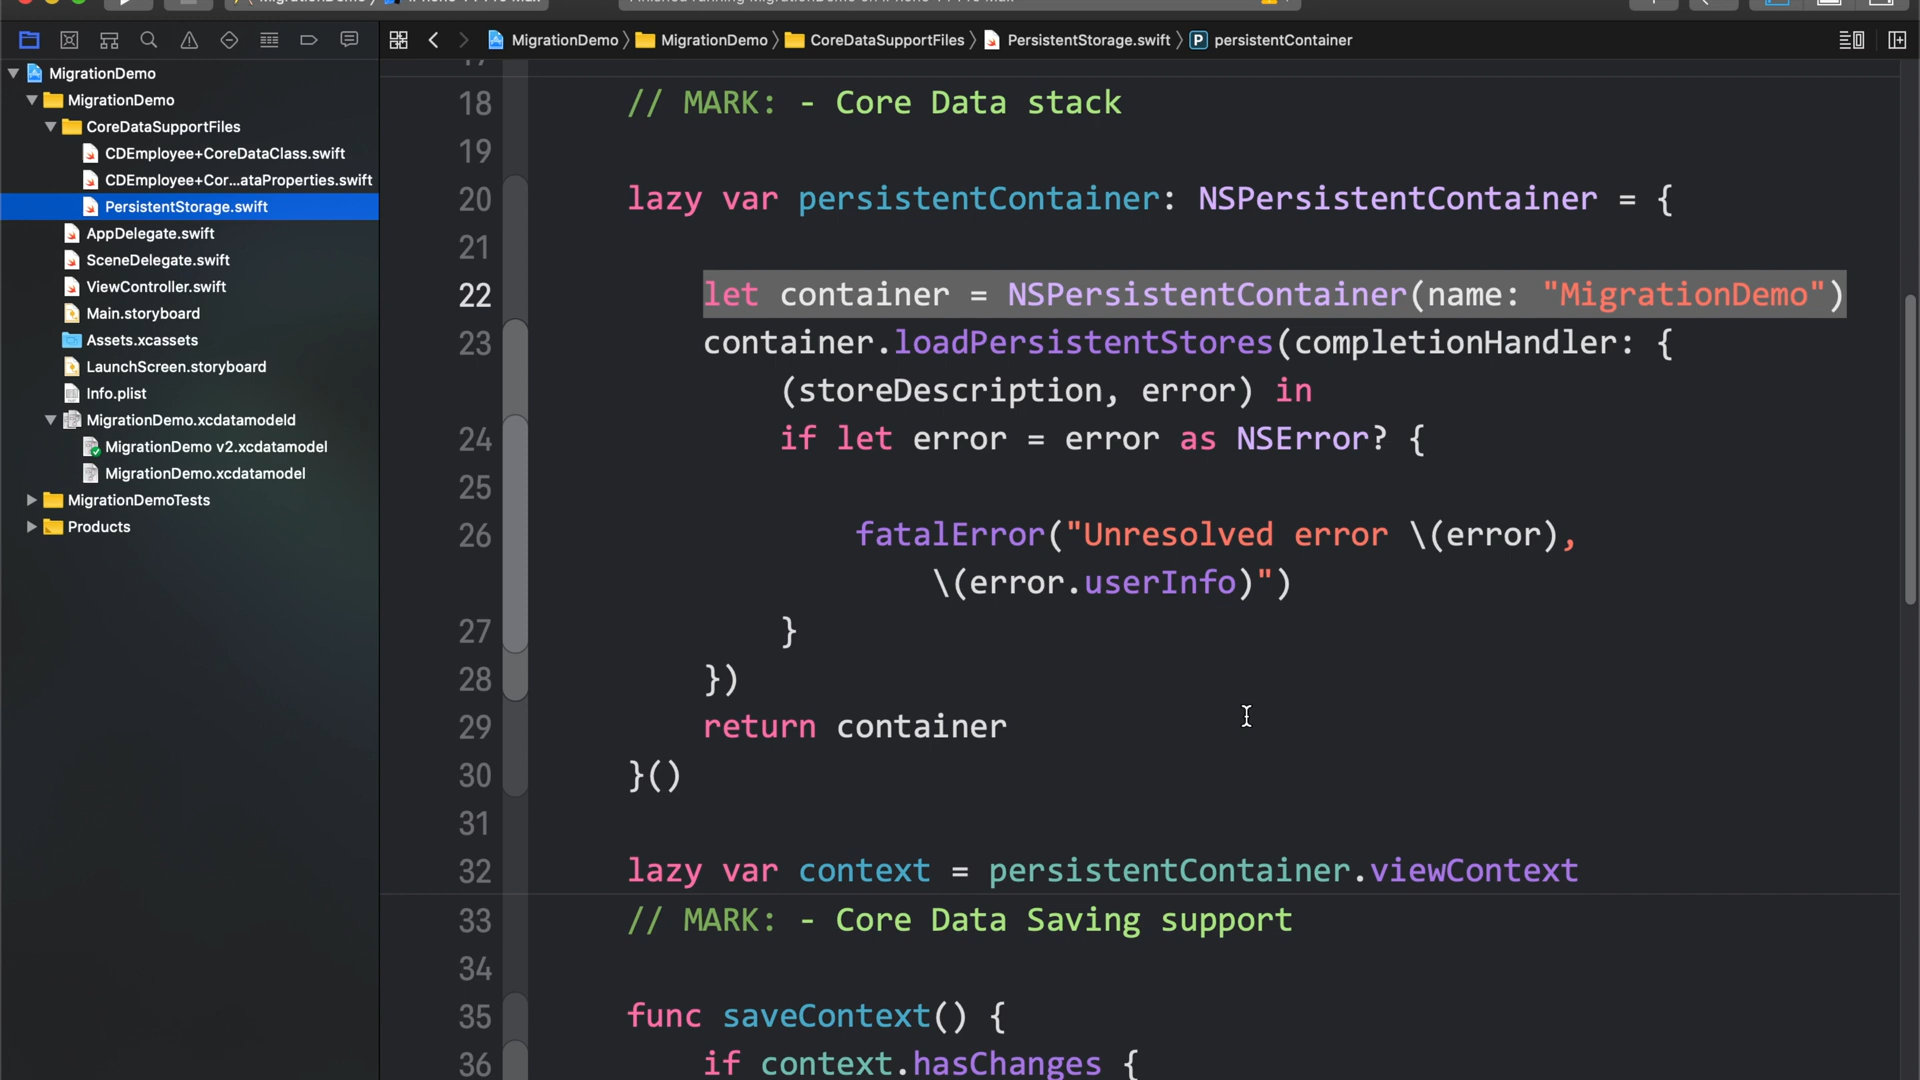 MigrationDemo
MigrationDemo
MigrationDemo
CoreDataSupportFiles
PersistentStorage.swift
P
persistentContainer
MigrationDemo
MigrationDemo
CoreDataSupportFiles
CDEmployee+CoreDataClass.swift
CDEmployee+Cor...ataProperties.swift
PersistentStorage.swift
AppDelegate.swift
SceneDelegate.swift
ViewController.swift
Main.storyboard
Assets.xcassets
LaunchScreen.storyboard
Info.plist
MigrationDemo.xcdatamodeld
MigrationDemo v2.xcdatamodel
MigrationDemo.xcdatamodel
MigrationDemoTests
Products
17
18 // MARK: - Core Data stack
19
20 lazy var persistentContainer: NSPersistentContainer = {
21
22 let container = NSPersistentContainer(name: "MigrationDemo")
23 container.loadPersistentStores(completionHandler: {
(storeDescription, error) in
24 if let error = error as NSError? {
25
26 fatalError("Unresolved error \(error),
\(error.userInfo)")
27 }
28 })
29 return container
30 }()
31
32 lazy var context = persistentContainer.viewContext
33 // MARK: - Core Data Saving support
34
35 func saveContext() {
36 if context.hasChanges {